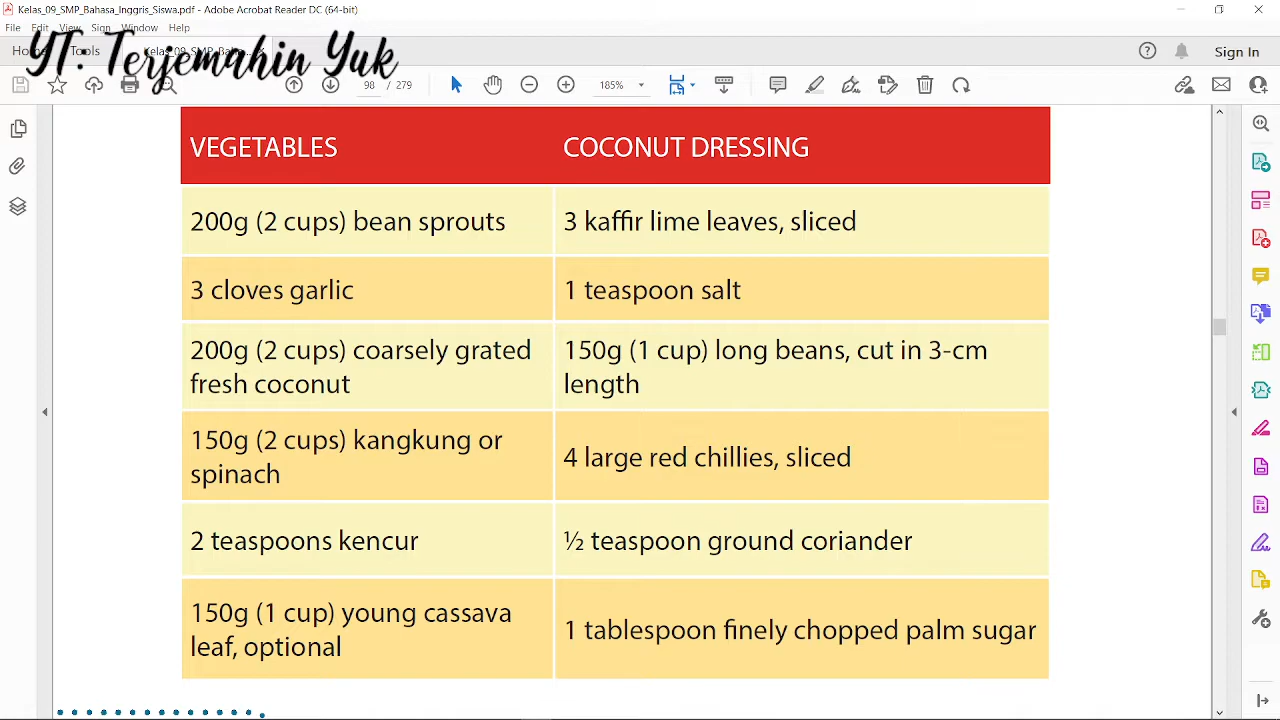 Kelas_09_SMP_Bahasa_Inggris_Siswa.pdf - Adobe Acrobat Reader DC (64-bit)
File Edit View Sign Window Help
YT: Terjemahin Yuk
Home Tools Kelas_09_SMP_Baha...
Sign In
98 / 279
185%
VEGETABLES COCONUT DRESSING
200g (2 cups) bean sprouts 3 kaffir lime leaves, sliced
3 cloves garlic 1 teaspoon salt
200g (2 cups) coarsely grated
fresh coconut
150g (1 cup) long beans, cut in 3-cm
length
150g (2 cups) kangkung or
spinach
4 large red chillies, sliced
2 teaspoons kencur ½ teaspoon ground coriander
150g (1 cup) young cassava
leaf, optional
1 tablespoon finely chopped palm sugar